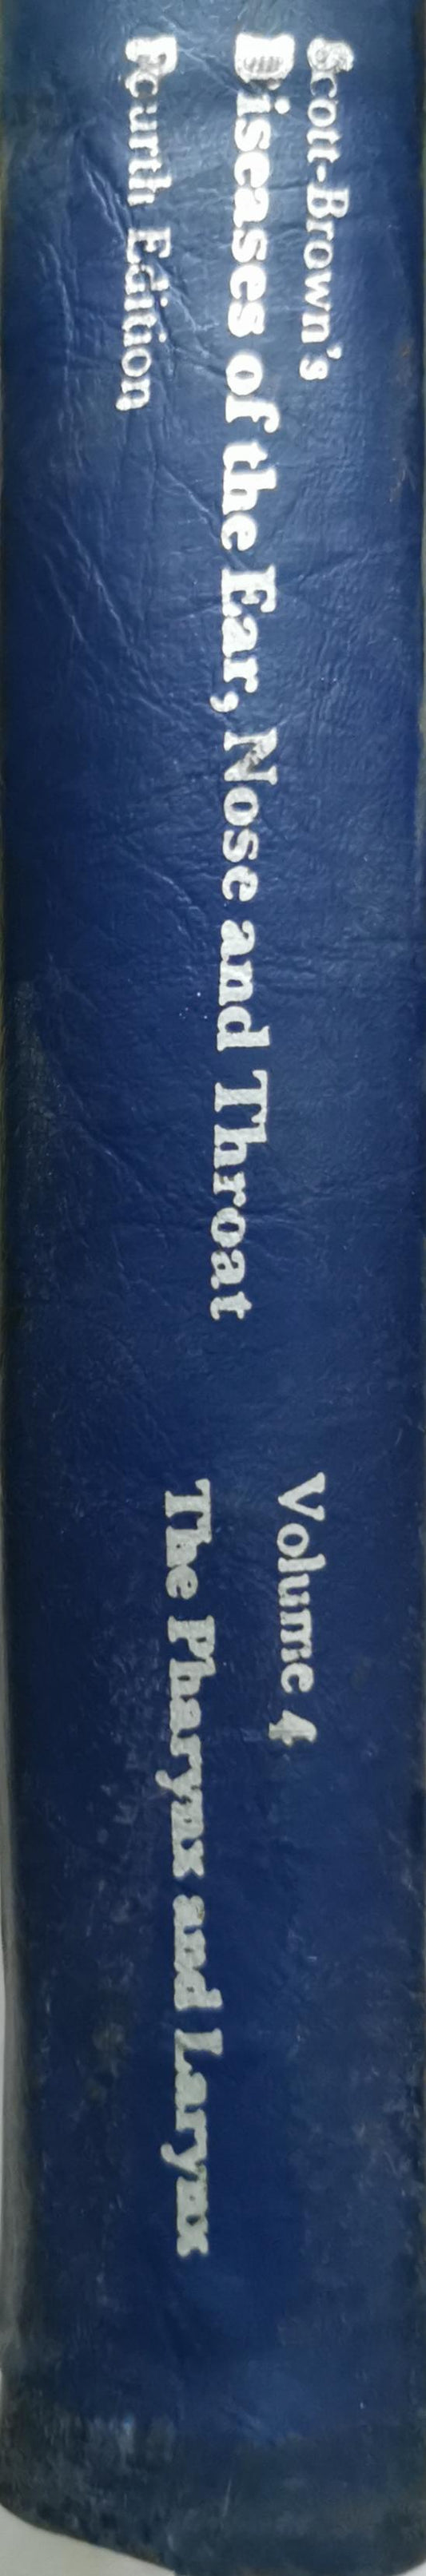 Scott-Brown's
Diseases of the Ear, Nose and Throat
Fourth Edition
Volume 4
The Pharynx and Larynx